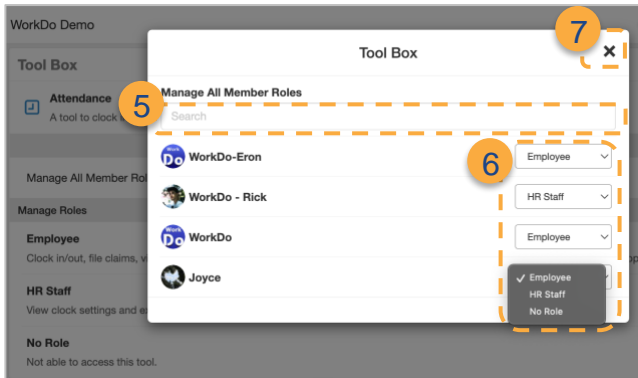 WorkDo Demo
7
Tool Box
Tool Box
Attendance
A tool to clock
5
Manage All Member Roles
Search
WorkDo-Eron
6
Employee
Manage All Member Rol
WorkDo - Rick
HR Staff
Manage Roles
Employee
Clock in/out, file claims, vi
WorkDo
Employee
HR Staff
View clock settings and e
Joyce
✓ Employee
HR Staff
No Role
No Role
Not able to access this tool.